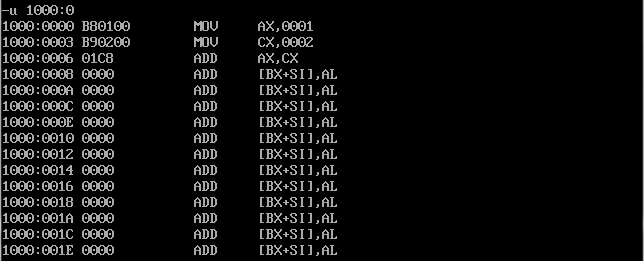 -u 1000:0
1000:0000 B80100 MOV AX,0001
1000:0003 B90200 MOV CX,0002
1000:0006 01C8 ADD AX,CX
1000:0008 0000 ADD [BX+SI],AL
1000:000A 0000 ADD [BX+SI],AL
1000:000C 0000 ADD [BX+SI],AL
1000:000E 0000 ADD [BX+SI],AL
1000:0010 0000 ADD [BX+SI],AL
1000:0012 0000 ADD [BX+SI],AL
1000:0014 0000 ADD [BX+SI],AL
1000:0016 0000 ADD [BX+SI],AL
1000:0018 0000 ADD [BX+SI],AL
1000:001A 0000 ADD [BX+SI],AL
1000:001C 0000 ADD [BX+SI],AL
1000:001E 0000 ADD [BX+SI],AL